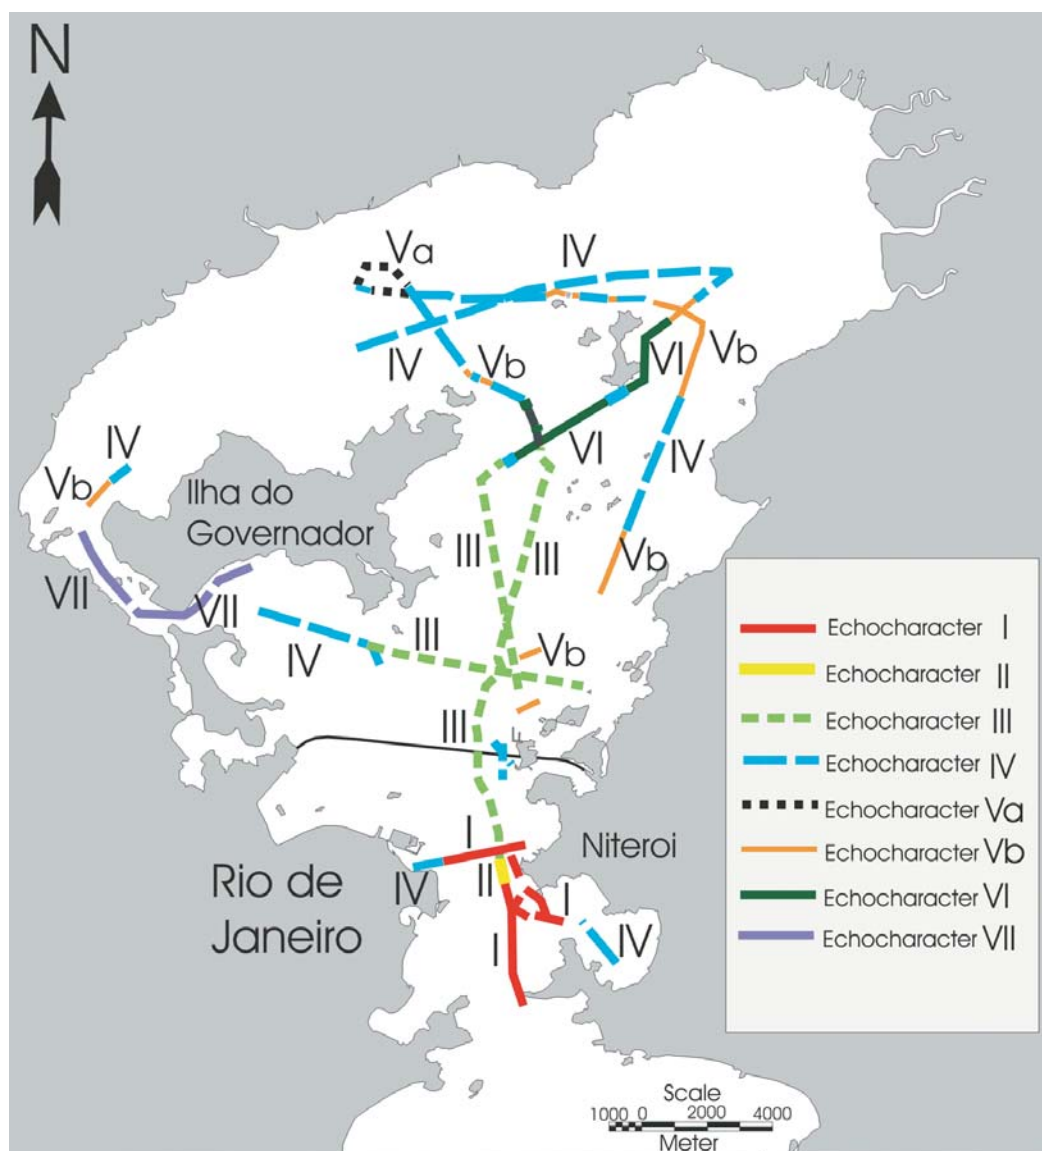 N
Va
IV
IV
Vb
VI
Vb
VI
IV
IV
Vb
Ilha do
Governador
III
III
Vb
VII
VII
IV
III
Vb
III
I
Niteroi
II
IV
Rio de
Janeiro
I
IV
I
Echocharacter I
Echocharacter II
Echocharacter III
Echocharacter IV
Echocharacter Va
Echocharacter Vb
Echocharacter VI
Echocharacter VII
Scale
1000 0 2000 4000
Meter